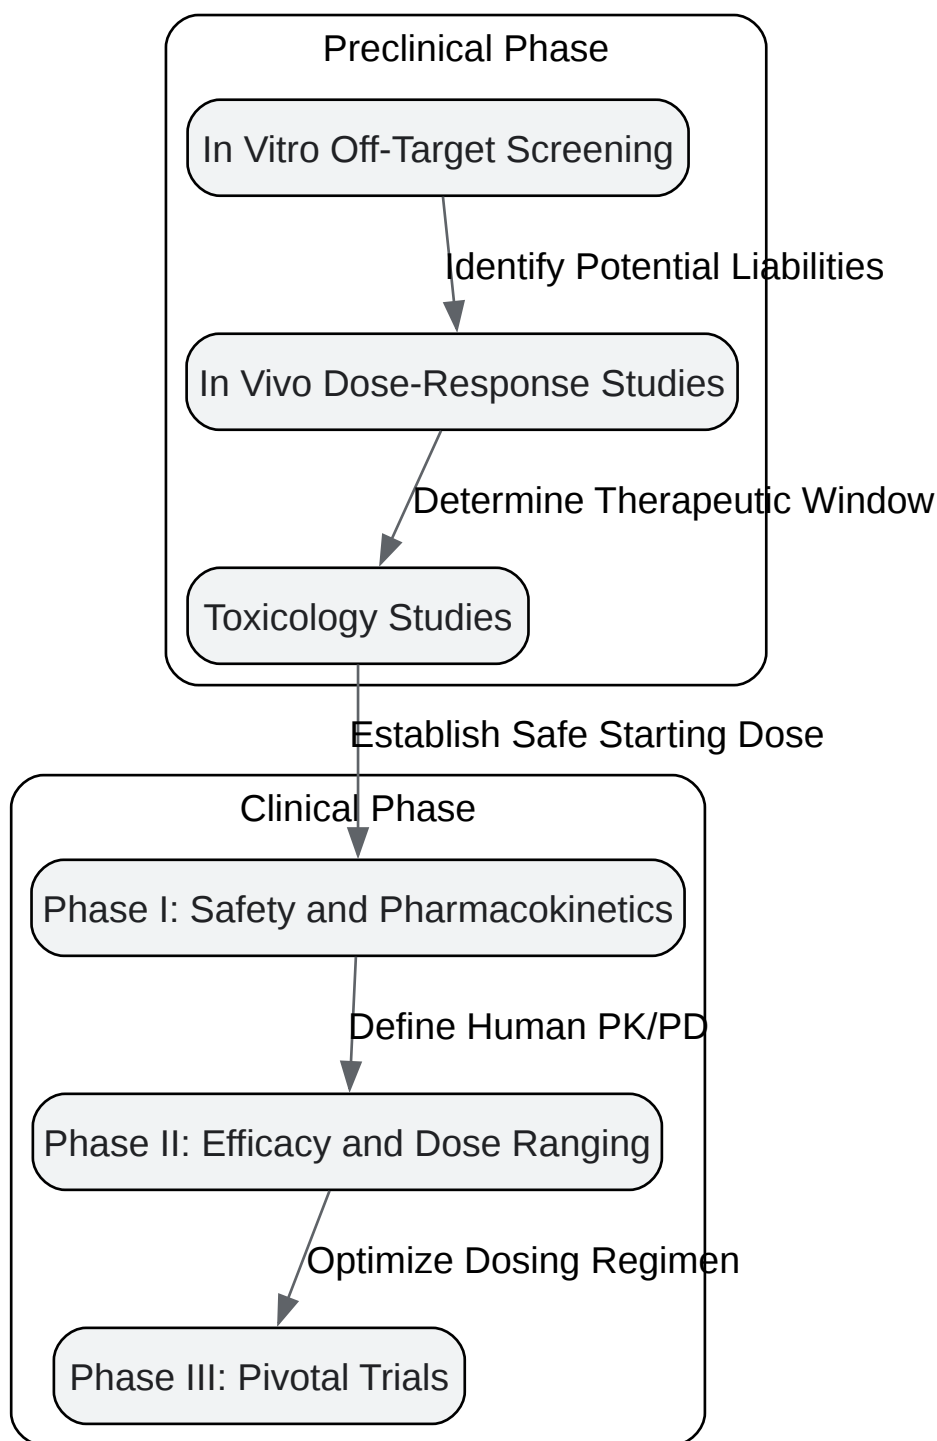 Preclinical Phase
In Vitro Off-Target Screening
Identify Potential Liabilities
In Vivo Dose-Response Studies
Determine Therapeutic Window
Toxicology Studies
Establish Safe Starting Dose
Clinical Phase
Phase I: Safety and Pharmacokinetics
Define Human PK/PD
Phase II: Efficacy and Dose Ranging
Optimize Dosing Regimen
Phase III: Pivotal Trials